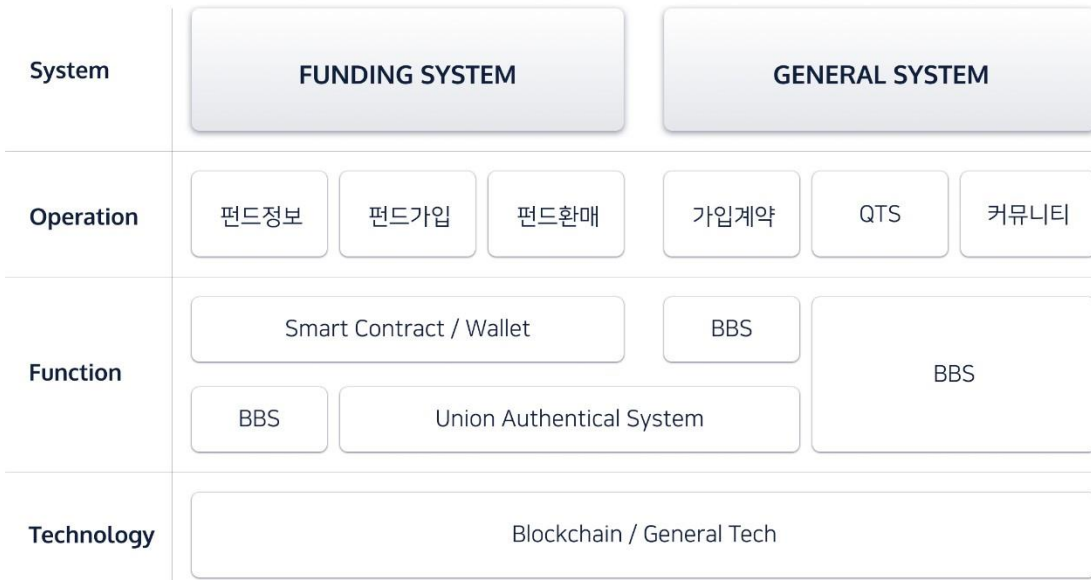 System
FUNDING SYSTEM
GENERAL SYSTEM
Operation
펀드정보
펀드가입
펀드환매
가입계약
QTS
커뮤니티
Function
Smart Contract / Wallet
BBS
BBS
BBS
Union Authentical System
Technology
Blockchain / General Tech